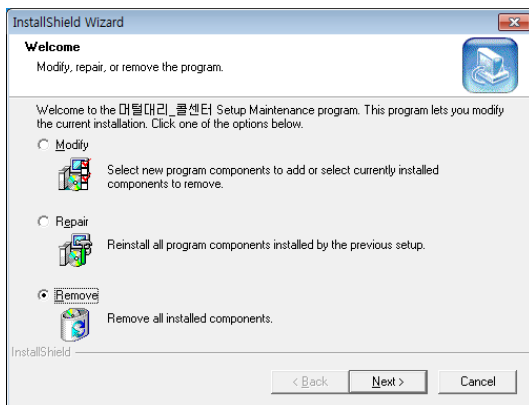 InstallShield Wizard
Welcome
Modify, repair, or remove the program.
Welcome to the 머털대리_콜센터 Setup Maintenance program. This program lets you modify
the current installation. Click one of the options below.
Modify
Select new program components to add or select currently installed
components to remove.
Repair
Reinstall all program components installed by the previous setup.
Remove
Remove all installed components.
InstallShield
< Back
Next >
Cancel